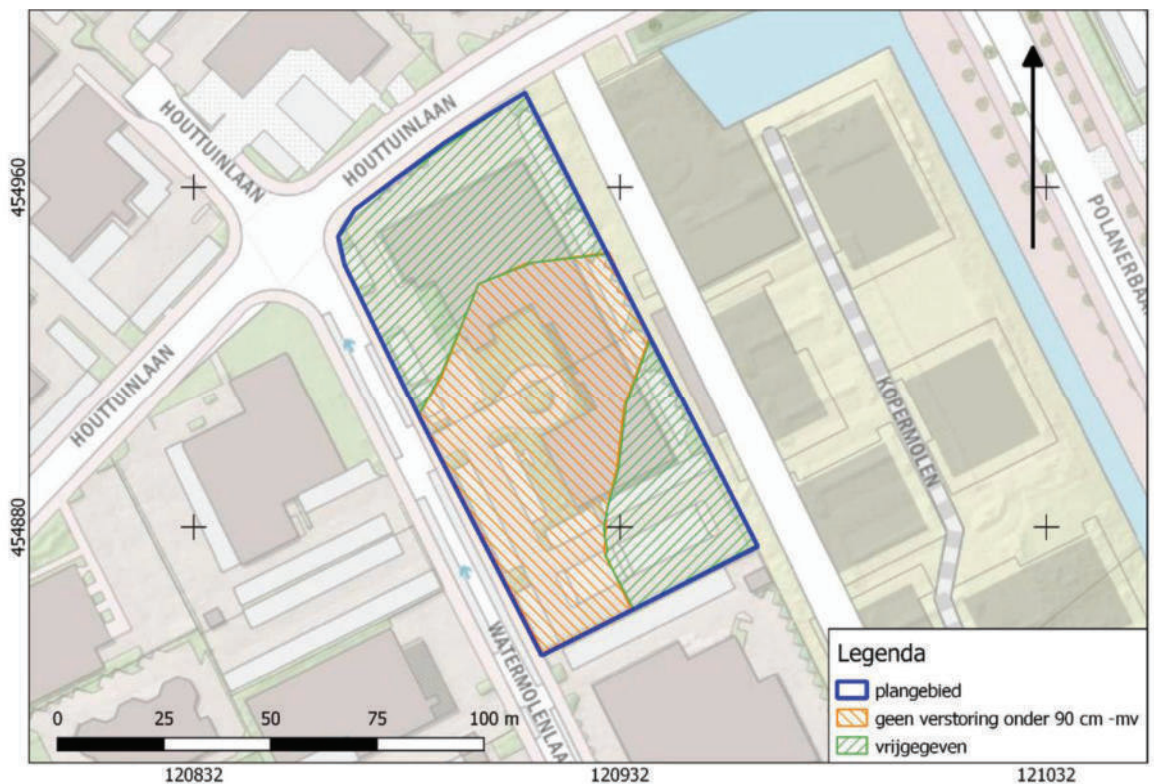 HOUTTUINLAAN
HOUTTUINLAAN
HOUTTUINLAAN
POLANERBAA
KOPERMOLEN
WATERMOLENLAA
454960
454880
Legenda
plangebied
geen verstoring onder 90 cm -mv
vrijgegeven
0 25 50 75 100 m
120832 120932 121032